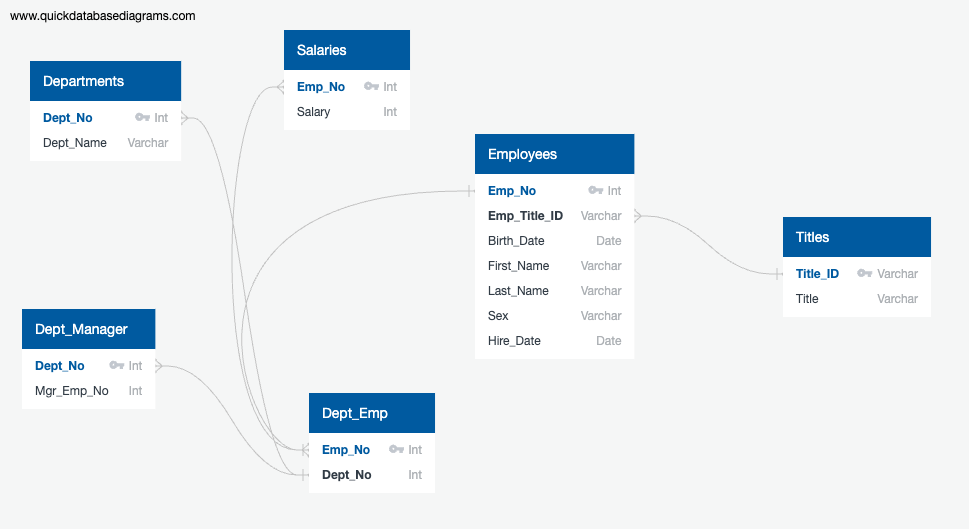 www.quickdatabasediagrams.com
Departments
Dept_No Int
Dept_Name Varchar
Salaries
Emp_No Int
Salary Int
Employees
Emp_No Int
Emp_Title_ID Varchar
Birth_Date Date
First_Name Varchar
Last_Name Varchar
Sex Varchar
Hire_Date Date
Titles
Title_ID Varchar
Title Varchar
Dept_Manager
Dept_No Int
Mgr_Emp_No Int
Dept_Emp
Emp_No Int
Dept_No Int